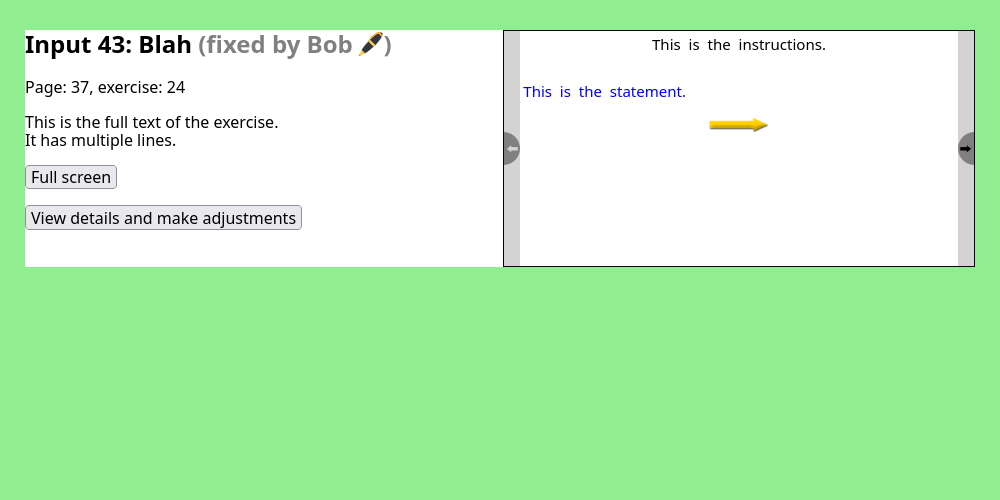 Input 43: Blah (fixed by Bob 🖋)
Page: 37, exercise: 24
This is the full text of the exercise.
It has multiple lines.
Full screen
View details and make adjustments
This is the instructions.
This is the statement.